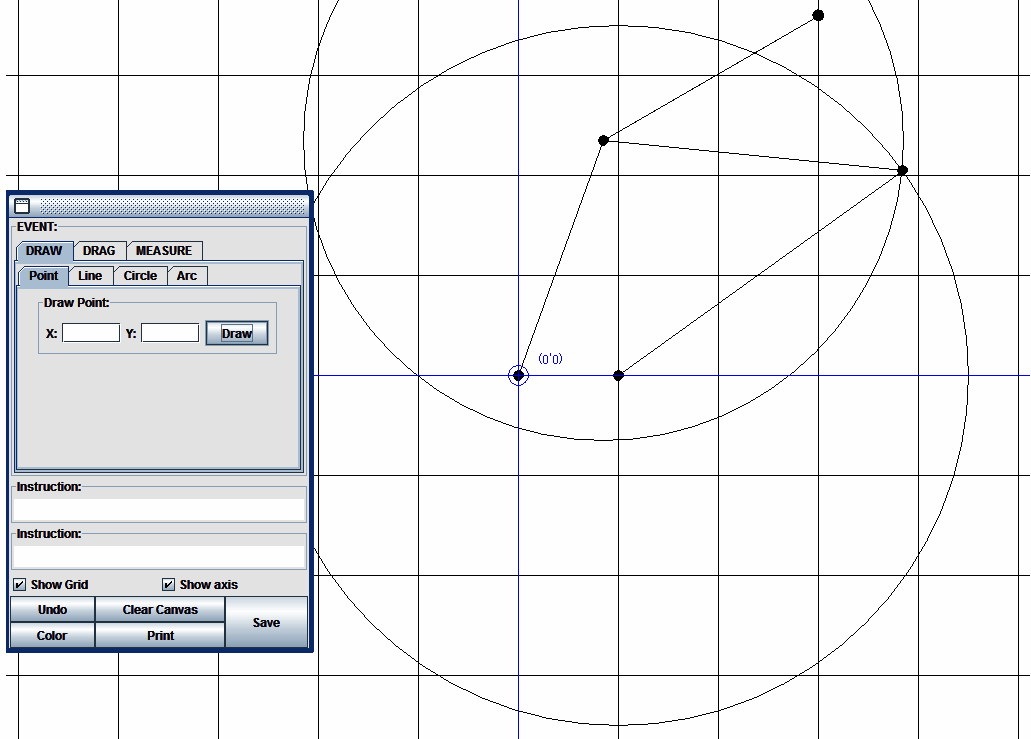 EVENT:
DRAW DRAG MEASURE
Point Line Circle Arc
Draw Point:
X: Y: Draw
(0'0)
Instruction:
Instruction:
Show Grid Show axis
Undo Clear Canvas Save
Color Print